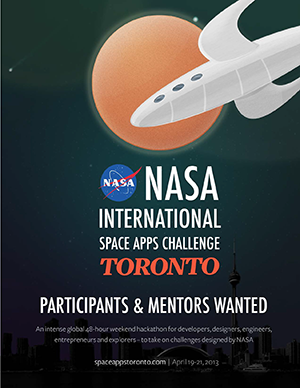 NASA
NASA
INTERNATIONAL
SPACE APPS CHALLENGE
TORONTO
PARTICIPANTS & MENTORS WANTED
An intense global 48-hour weekend hackathon for developers, designers, engineers,
entrepreneurs and explorers - to take on challenges designed by NASA
spaceappstoronto.com | April 19-21, 2013